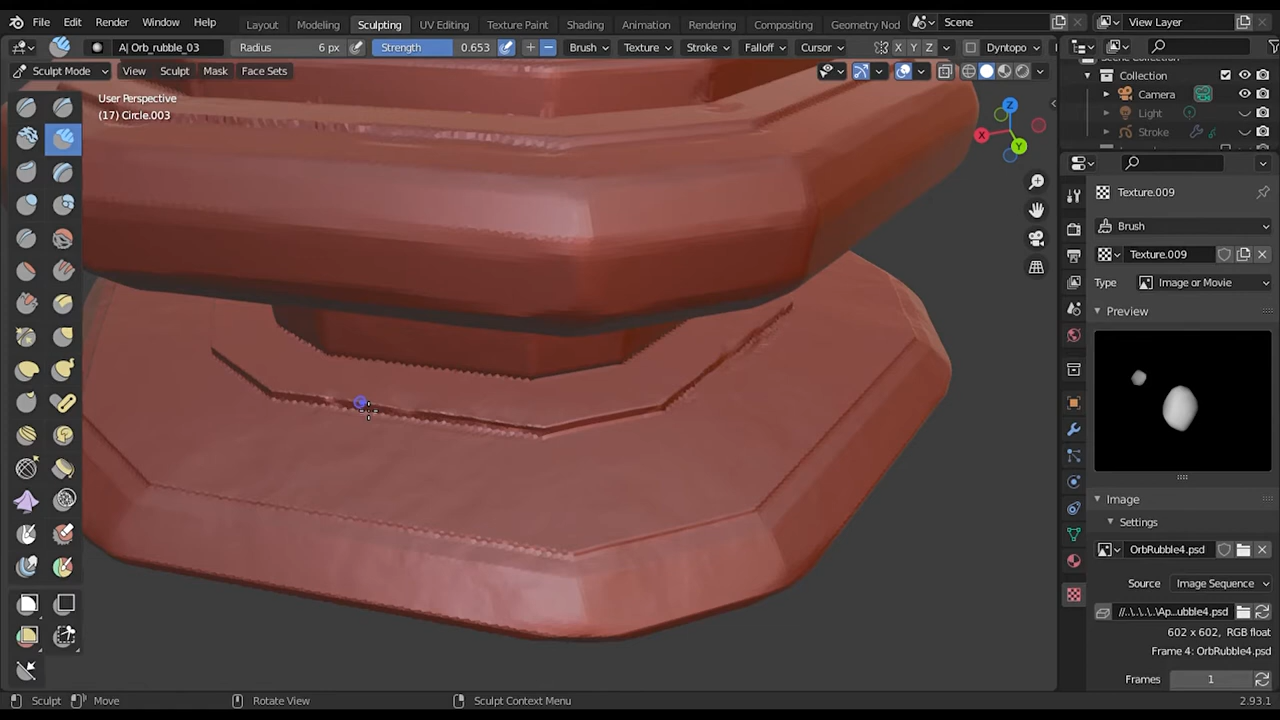 File Edit Render Window Help Layout Modeling Sculpting UV Editing Texture Paint Shading Animation Rendering Compositing Geometry Nod Scene View Layer
A| Orb_rubble_03 Radius 6 px Strength 0.653 Brush Texture Stroke Falloff Cursor X Y Z Dyntopo
Sculpt Mode View Sculpt Mask Face Sets
Collection
Camera
Light
Stroke
User Perspective
(17) Circle.003
Z
X
Y
Texture.009
Brush
Texture.009
Type Image or Movie
Preview
Image
Settings
OrbRubble4.psd
Source Image Sequence
//..\..\..\Ap...ubble4.psd
602 x 602, RGB float
Frame 4: OrbRubble4.psd
Frames 1
Sculpt Move Rotate View Sculpt Context Menu 2.93.1